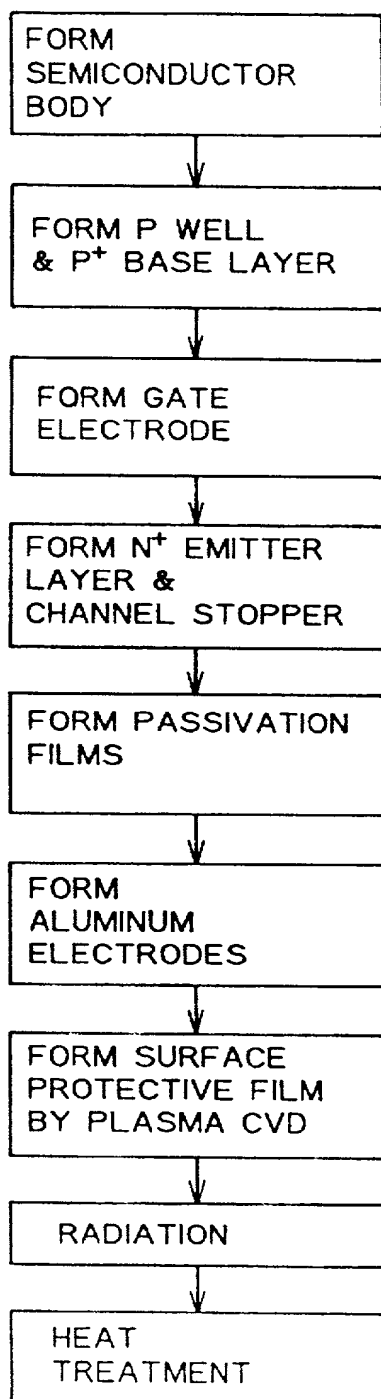 FORM
SEMICONDUCTOR
BODY
FORM P WELL
& P⁺ BASE LAYER
FORM GATE
ELECTRODE
FORM N⁺ EMITTER
LAYER &
CHANNEL STOPPER
FORM PASSIVATION
FILMS
FORM
ALUMINUM
ELECTRODES
FORM SURFACE
PROTECTIVE FILM
BY PLASMA CVD
RADIATION
HEAT
TREATMENT